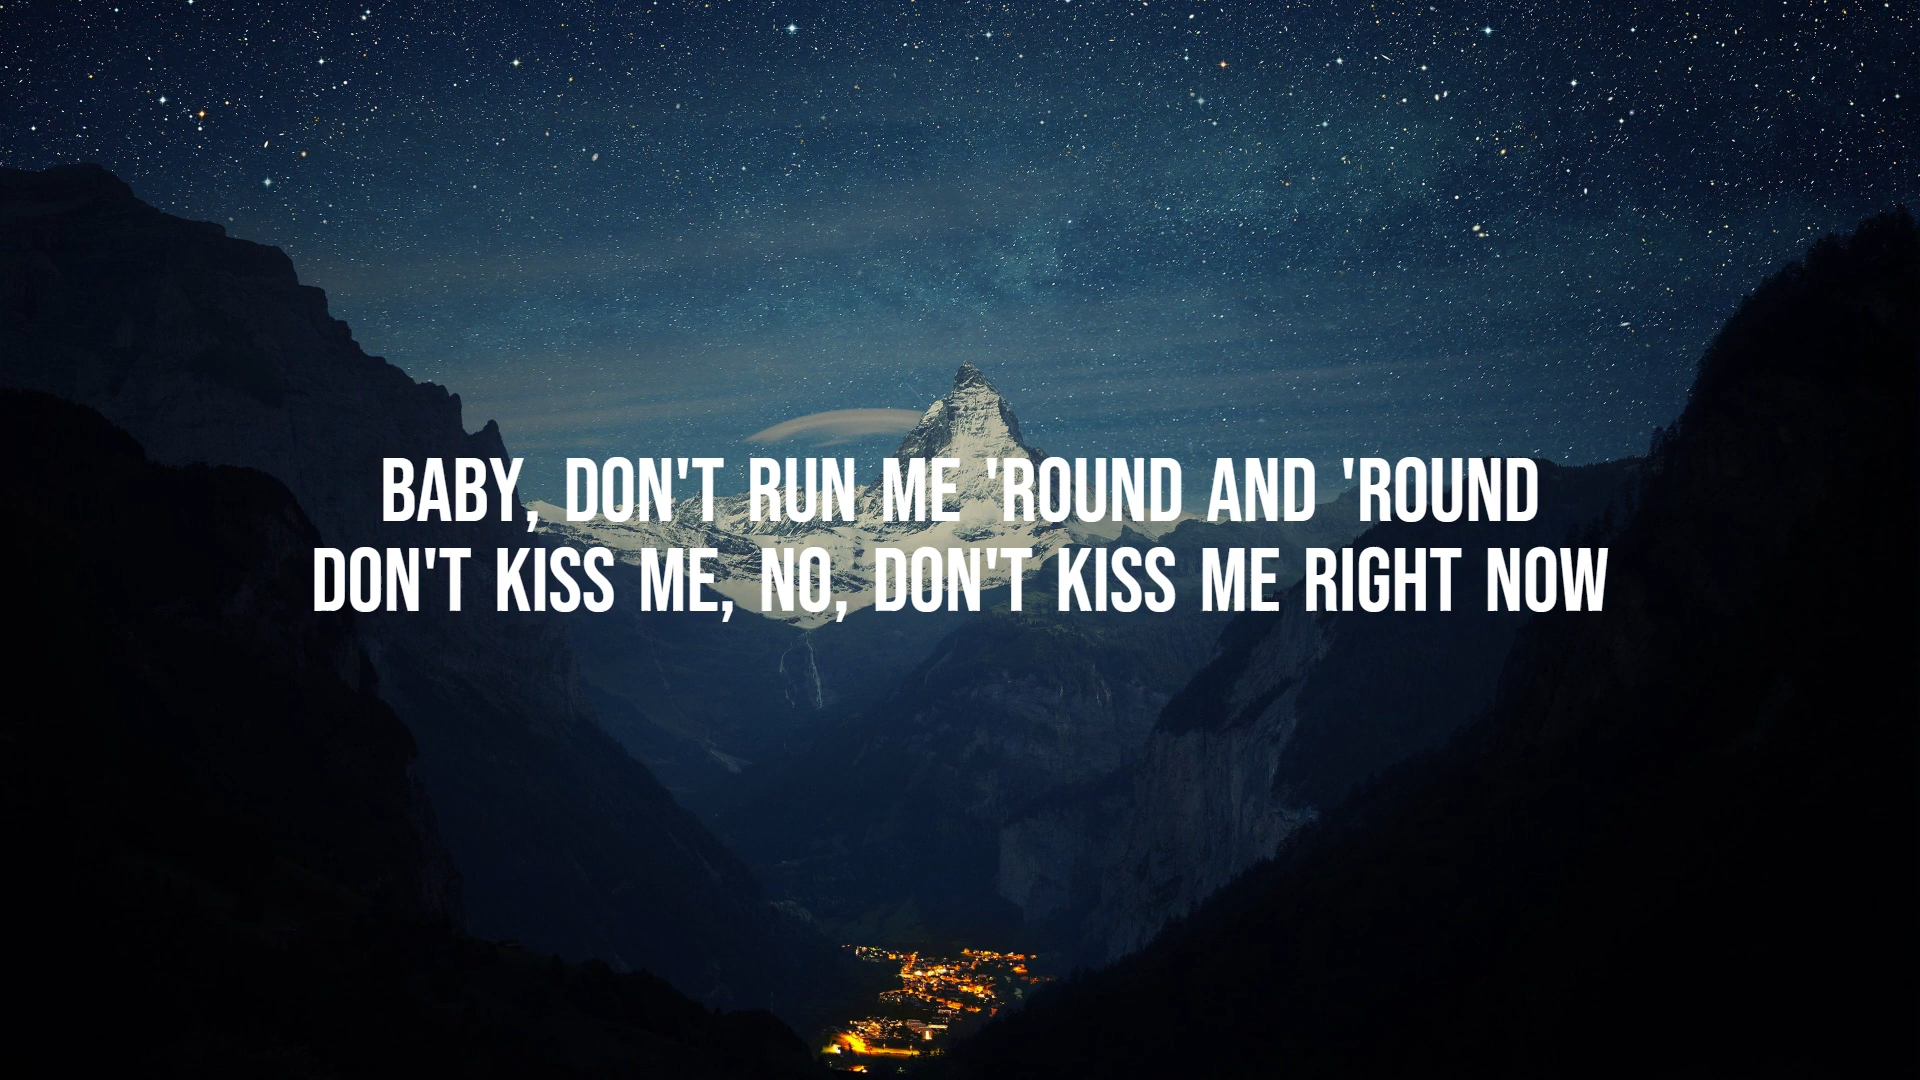 BABY, DON'T RUN ME 'ROUND AND 'ROUND
DON'T KISS ME, NO, DON'T KISS ME RIGHT NOW